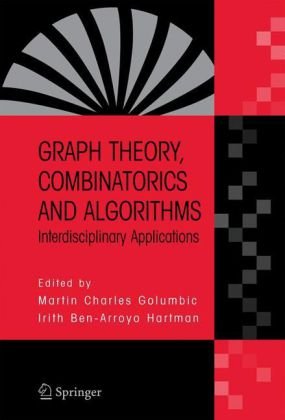 GRAPH THEORY,
COMBINATORICS
AND ALGORITHMS
Interdisciplinary Applications
Edited by
Martin Charles Golumbic
Irith Ben-Arroyo Hartman
Springer